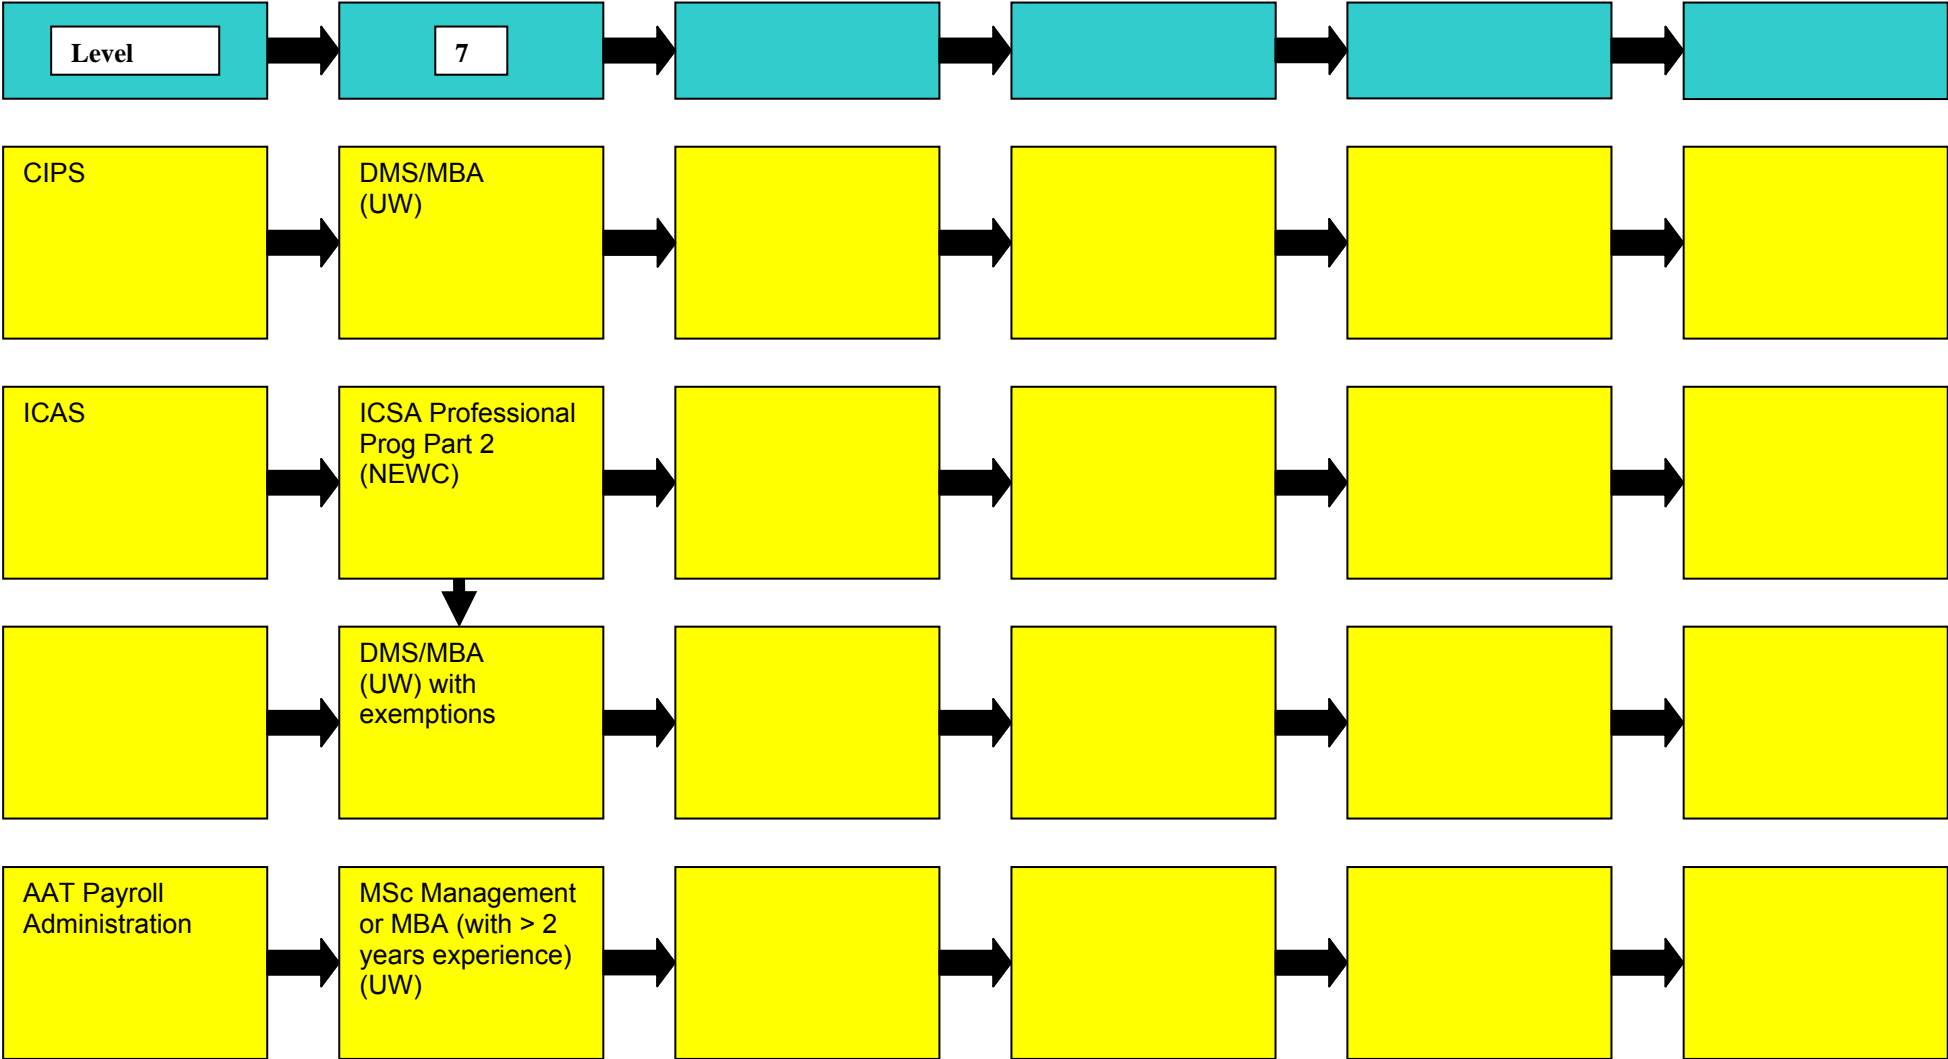 Level
7
CIPS
DMS/MBA
(UW)
ICAS
ICSA Professional
Prog Part 2
(NEWC)
DMS/MBA
(UW) with
exemptions
AAT Payroll
Administration
MSc Management
or MBA (with > 2
years experience)
(UW)